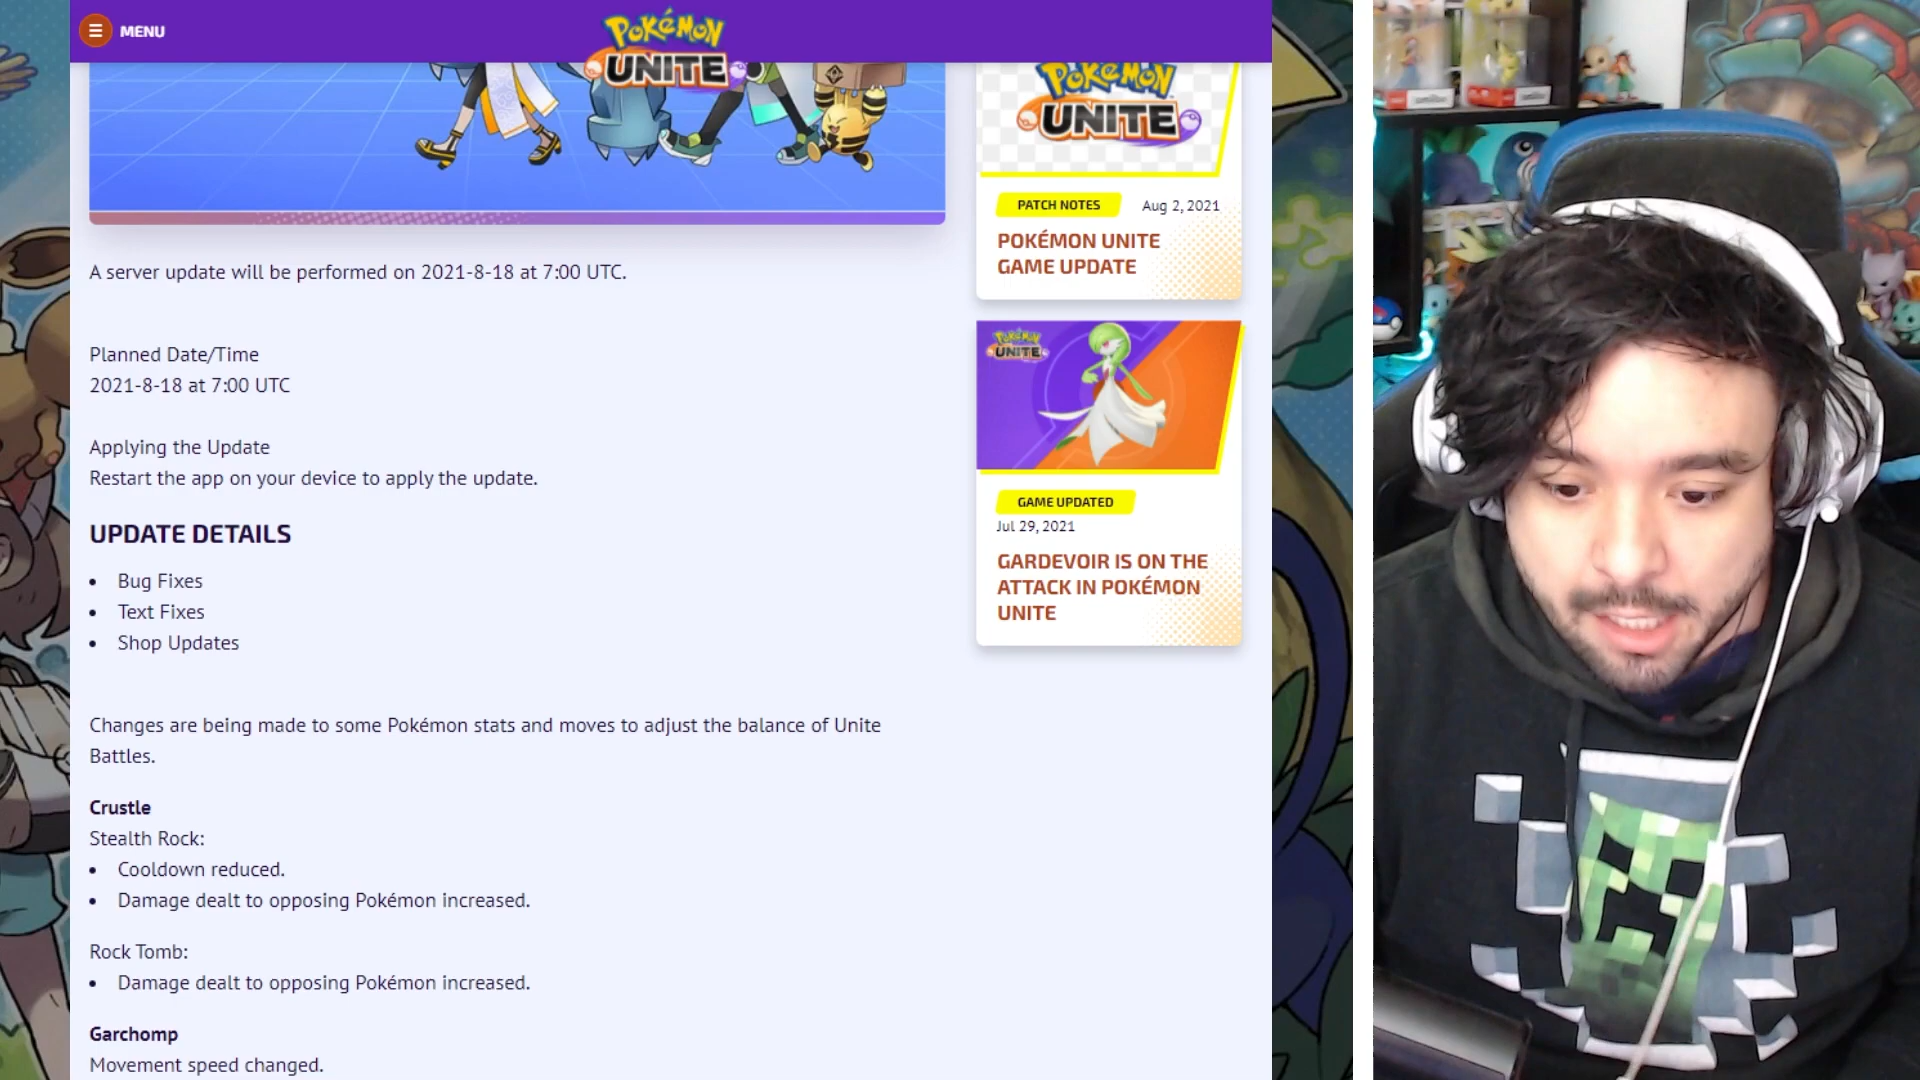 MENU
POKÉMON
UNITE
A server update will be performed on 2021-8-18 at 7:00 UTC.
Planned Date/Time
2021-8-18 at 7:00 UTC
Applying the Update
Restart the app on your device to apply the update.
UPDATE DETAILS
• Bug Fixes
• Text Fixes
• Shop Updates
Changes are being made to some Pokémon stats and moves to adjust the balance of Unite
Battles.
Crustle
Stealth Rock:
• Cooldown reduced.
• Damage dealt to opposing Pokémon increased.
Rock Tomb:
• Damage dealt to opposing Pokémon increased.
Garchomp
Movement speed changed.
POKÉMON
UNITE
PATCH NOTES
Aug 2, 2021
POKÉMON UNITE
GAME UPDATE
POKÉMON
UNITE
GAME UPDATED
Jul 29, 2021
GARDEVOIR IS ON THE
ATTACK IN POKÉMON
UNITE